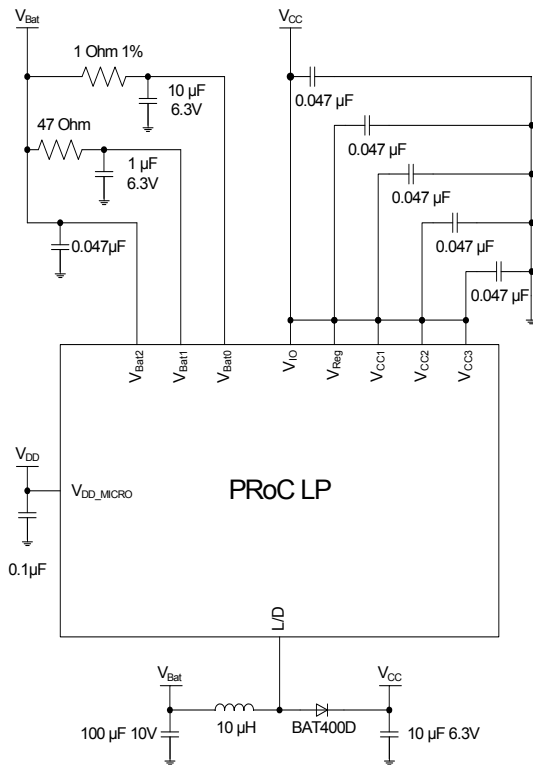 VBat
VCC
1 Ohm 1%
10 µF
6.3V
0.047 µF
47 Ohm
0.047 µF
1 µF
6.3V
0.047 µF
0.047 µF
0.047µF
0.047 µF
VBat2
VBat1
VBat0
VIO
VReg
VCC1
VCC2
VCC3
VDD
VDD_MICRO
PRoC LP
0.1µF
L/D
VBat
VCC
100 µF 10V
10 µH
BAT400D
10 µF 6.3V